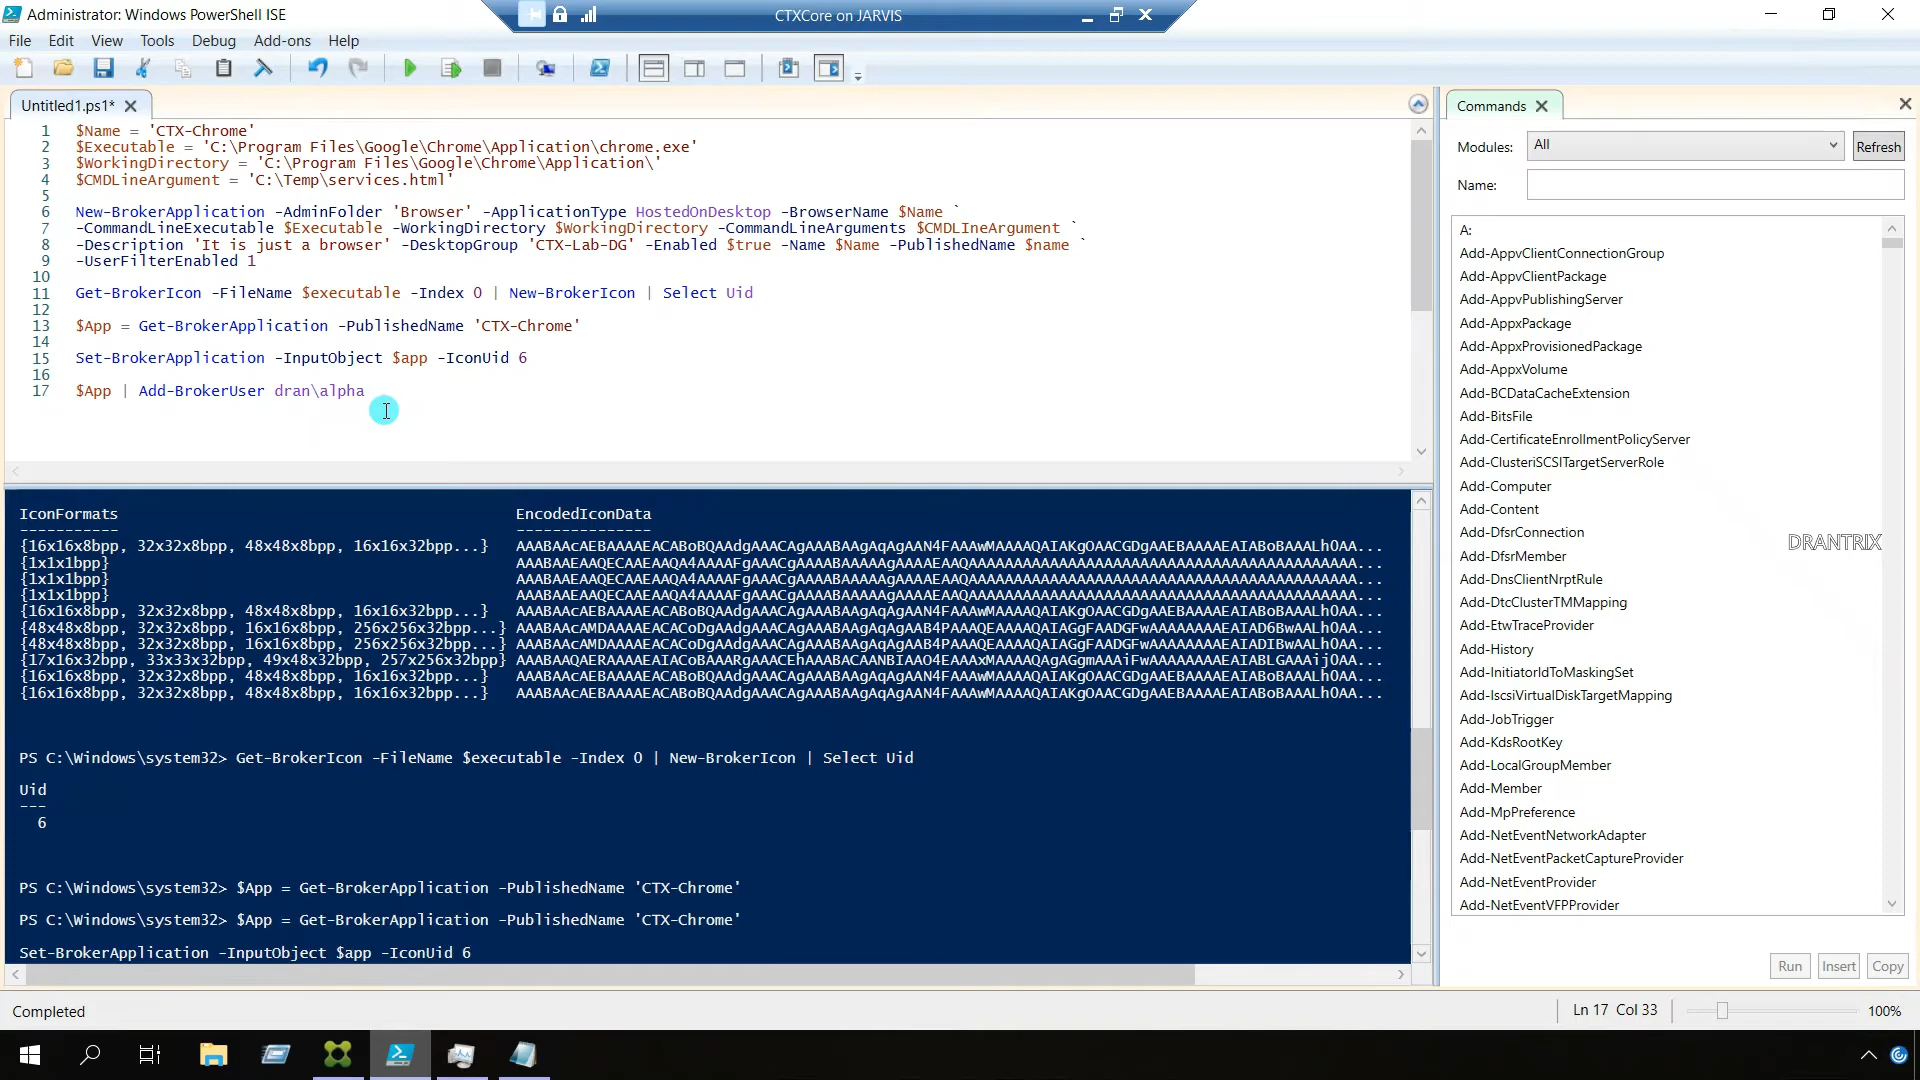 Administrator: Windows PowerShell ISE
CTXCore on JARVIS
File Edit View Tools Debug Add-ons Help
Untitled1.ps1*
1 $Name = 'CTX-Chrome'
2 $Executable = 'C:\Program Files\Google\Chrome\Application\chrome.exe'
3 $WorkingDirectory = 'C:\Program Files\Google\Chrome\Application\'
4 $CMDLineArgument = 'C:\Temp\services.html'
5
6 New-BrokerApplication -AdminFolder 'Browser' -ApplicationType HostedOnDesktop -BrowserName $Name `
7 -CommandLineExecutable $Executable -WorkingDirectory $WorkingDirectory -CommandLineArguments $CMDLIneArgument `
8 -Description 'It is just a browser' -DesktopGroup 'CTX-Lab-DG' -Enabled $true -Name $Name -PublishedName $name `
9 -UserFilterEnabled 1
10
11 Get-BrokerIcon -FileName $executable -Index 0 | New-BrokerIcon | Select Uid
12
13 $App = Get-BrokerApplication -PublishedName 'CTX-Chrome'
14
15 Set-BrokerApplication -InputObject $app -IconUid 6
16
17 $App | Add-BrokerUser dran\alpha
IconFormats EncodedIconData
----------- ---------------
{16x16x8bpp, 32x32x8bpp, 48x48x8bpp, 16x16x32bpp...}
{1x1x1bpp}
{1x1x1bpp}
{1x1x1bpp}
{16x16x8bpp, 32x32x8bpp, 48x48x8bpp, 16x16x32bpp...}
{48x48x8bpp, 32x32x8bpp, 16x16x8bpp, 256x256x32bpp...}
{48x48x8bpp, 32x32x8bpp, 16x16x8bpp, 256x256x32bpp...}
{17x16x32bpp, 33x33x32bpp, 49x48x32bpp, 257x256x32bpp}
{16x16x8bpp, 32x32x8bpp, 48x48x8bpp, 16x16x32bpp...}
{16x16x8bpp, 32x32x8bpp, 48x48x8bpp, 16x16x32bpp...}
PS C:\Windows\system32> Get-BrokerIcon -FileName $executable -Index 0 | New-BrokerIcon | Select Uid
Uid
---
6
PS C:\Windows\system32> $App = Get-BrokerApplication -PublishedName 'CTX-Chrome'
PS C:\Windows\system32> $App = Get-BrokerApplication -PublishedName 'CTX-Chrome'
Set-BrokerApplication -InputObject $app -IconUid 6
Commands
Modules: All Refresh
Name:
A:
Add-AppvClientConnectionGroup
Add-AppvClientPackage
Add-AppvPublishingServer
Add-AppxPackage
Add-AppxProvisionedPackage
Add-AppxVolume
Add-BCDataCacheExtension
Add-BitsFile
Add-CertificateEnrollmentPolicyServer
Add-ClusteriSCSITargetServerRole
Add-Computer
Add-Content
Add-DfsrConnection
Add-DfsrMember
Add-DnsClientNrptRule
Add-DtcClusterTMMapping
Add-EtwTraceProvider
Add-History
Add-InitiatorIdToMaskingSet
Add-IscsiVirtualDiskTargetMapping
Add-JobTrigger
Add-KdsRootKey
Add-LocalGroupMember
Add-Member
Add-MpPreference
Add-NetEventNetworkAdapter
Add-NetEventPacketCaptureProvider
Add-NetEventProvider
Add-NetEventVFPProvider
DRANTRIX
Run Insert Copy
Completed
Ln 17 Col 33
100%